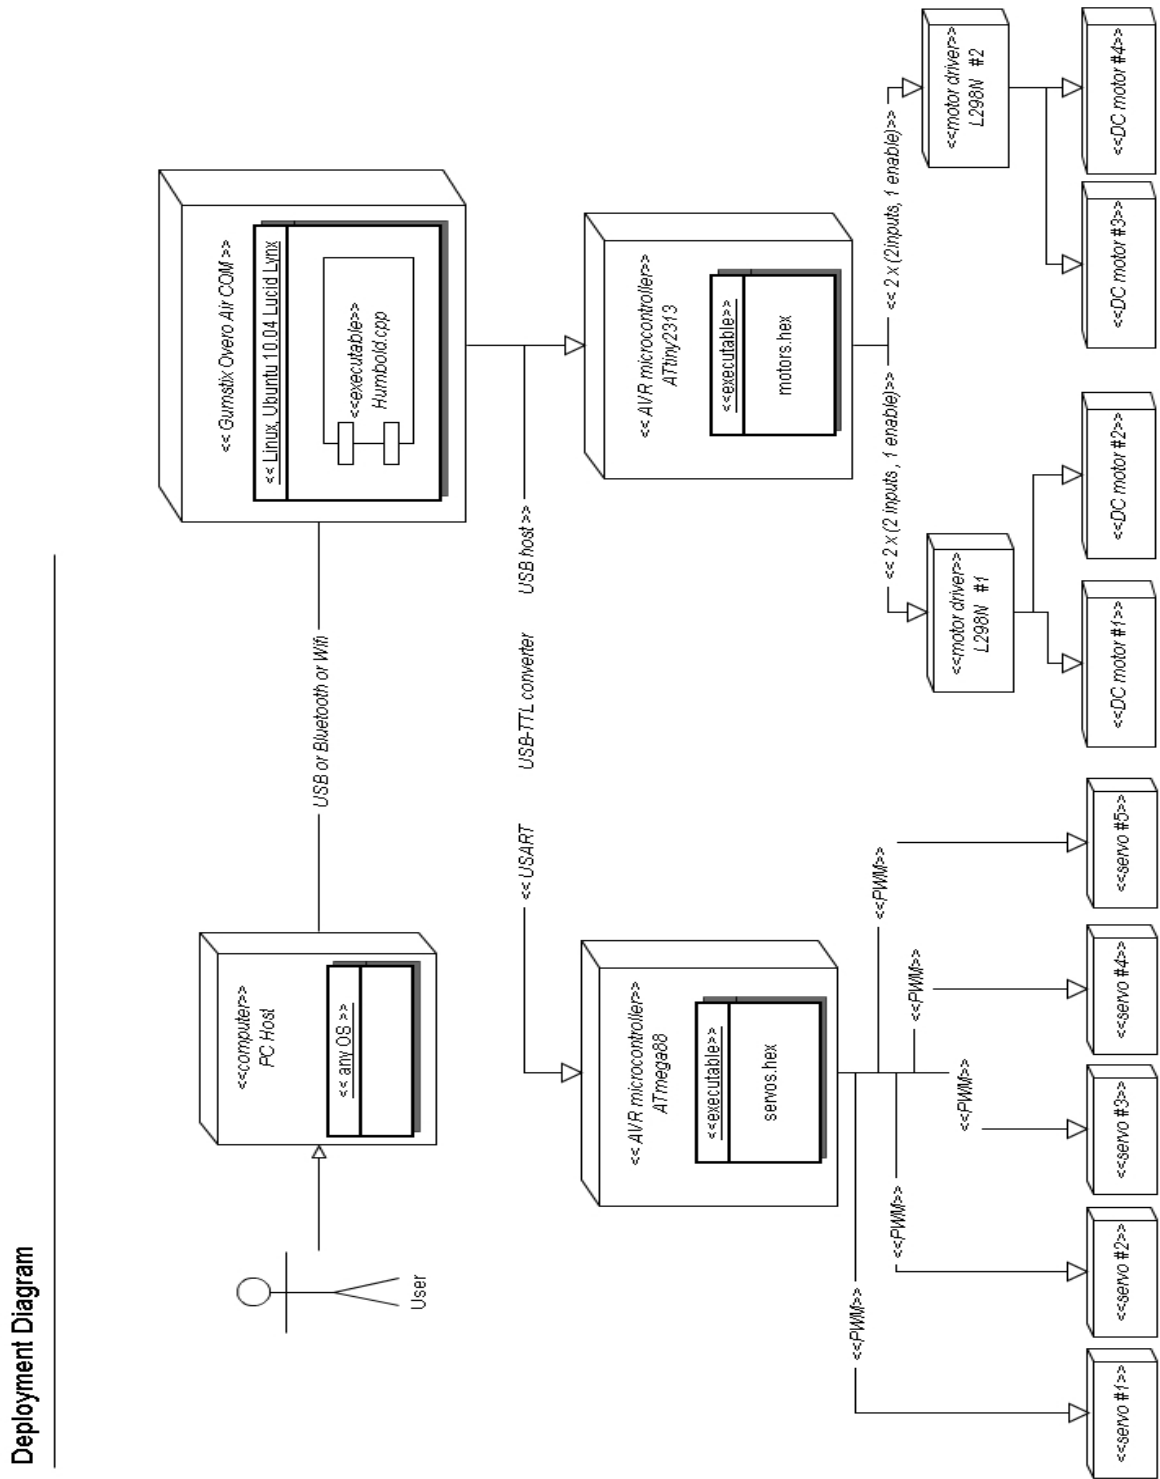 Deployment Diagram
User
<<computer>>
PC Host
<< any OS >>
USB or Bluetooth or Wifi
<< Gumstix Overo Air COM >>
<< Linux, Ubuntu 10.04 Lucid Lynx
<<executable>>
Humbold.cpp
<< USART
USB-TTL converter
USB host >>
<< AVR microcontroller>>
ATmega88
<<executable>>
servos.hex
<< AVR microcontroller>>
ATtiny2313
<<executable>>
motors.hex
<<PWM>>
<<PWM>>
<<PWM>>
<<PWM>>
<<PWM>>
<< 2 x (2 inputs , 1 enable)>>
<< 2 x (2inputs, 1 enable)>>
<<motor driver>>
L298N #1
<<motor driver>>
L298N #2
<<servo #1>>
<<servo #2>>
<<servo #3>>
<<servo #4>>
<<servo #5>>
<<DC motor #1>>
<<DC motor #2>>
<<DC motor #3>>
<<DC motor #4>>